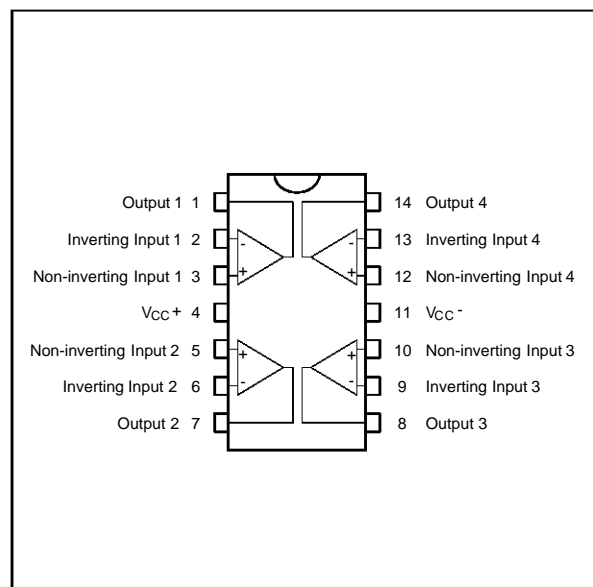 Output 1 1 14 Output 4
Inverting Input 1 2 - - 13 Inverting Input 4
Non-inverting Input 1 3 + + 12 Non-inverting Input 4
VCC+ 4 11 VCC-
Non-inverting Input 2 5 + + 10 Non-inverting Input 3
Inverting Input 2 6 - - 9 Inverting Input 3
Output 2 7 8 Output 3